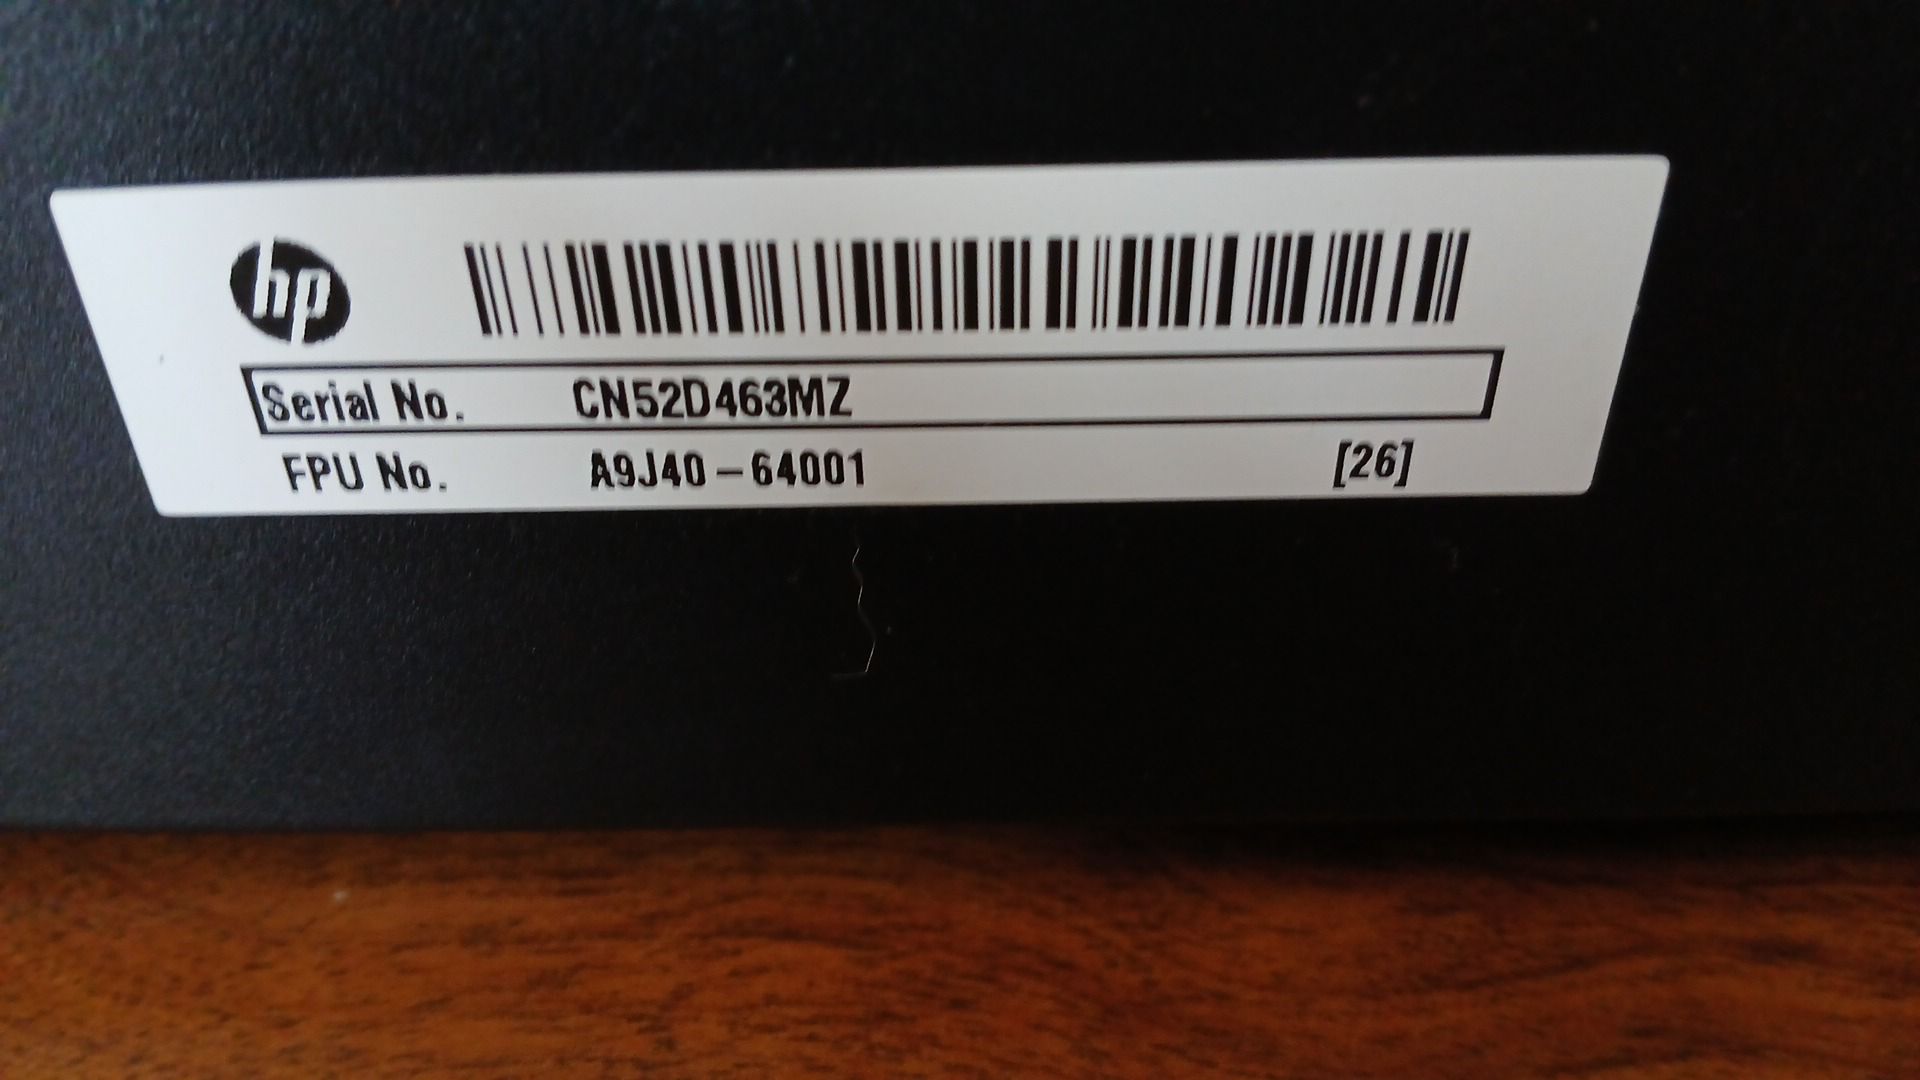 hp
Serial No. CN52D463MZ
FPU No. A9J40-64001 [26]